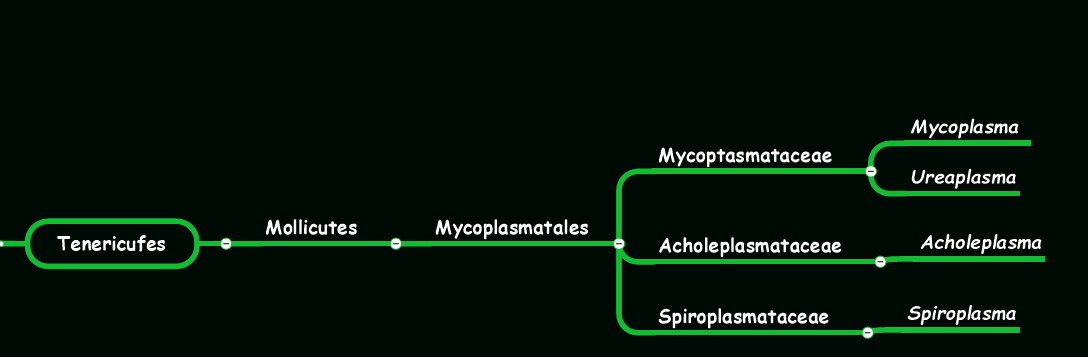 Tenericufes
Mollicutes
Mycoplasmatales
Mycoptasmataceae
Mycoplasma
Ureaplasma
Acholeplasmataceae
Acholeplasma
Spiroplasmataceae
Spiroplasma